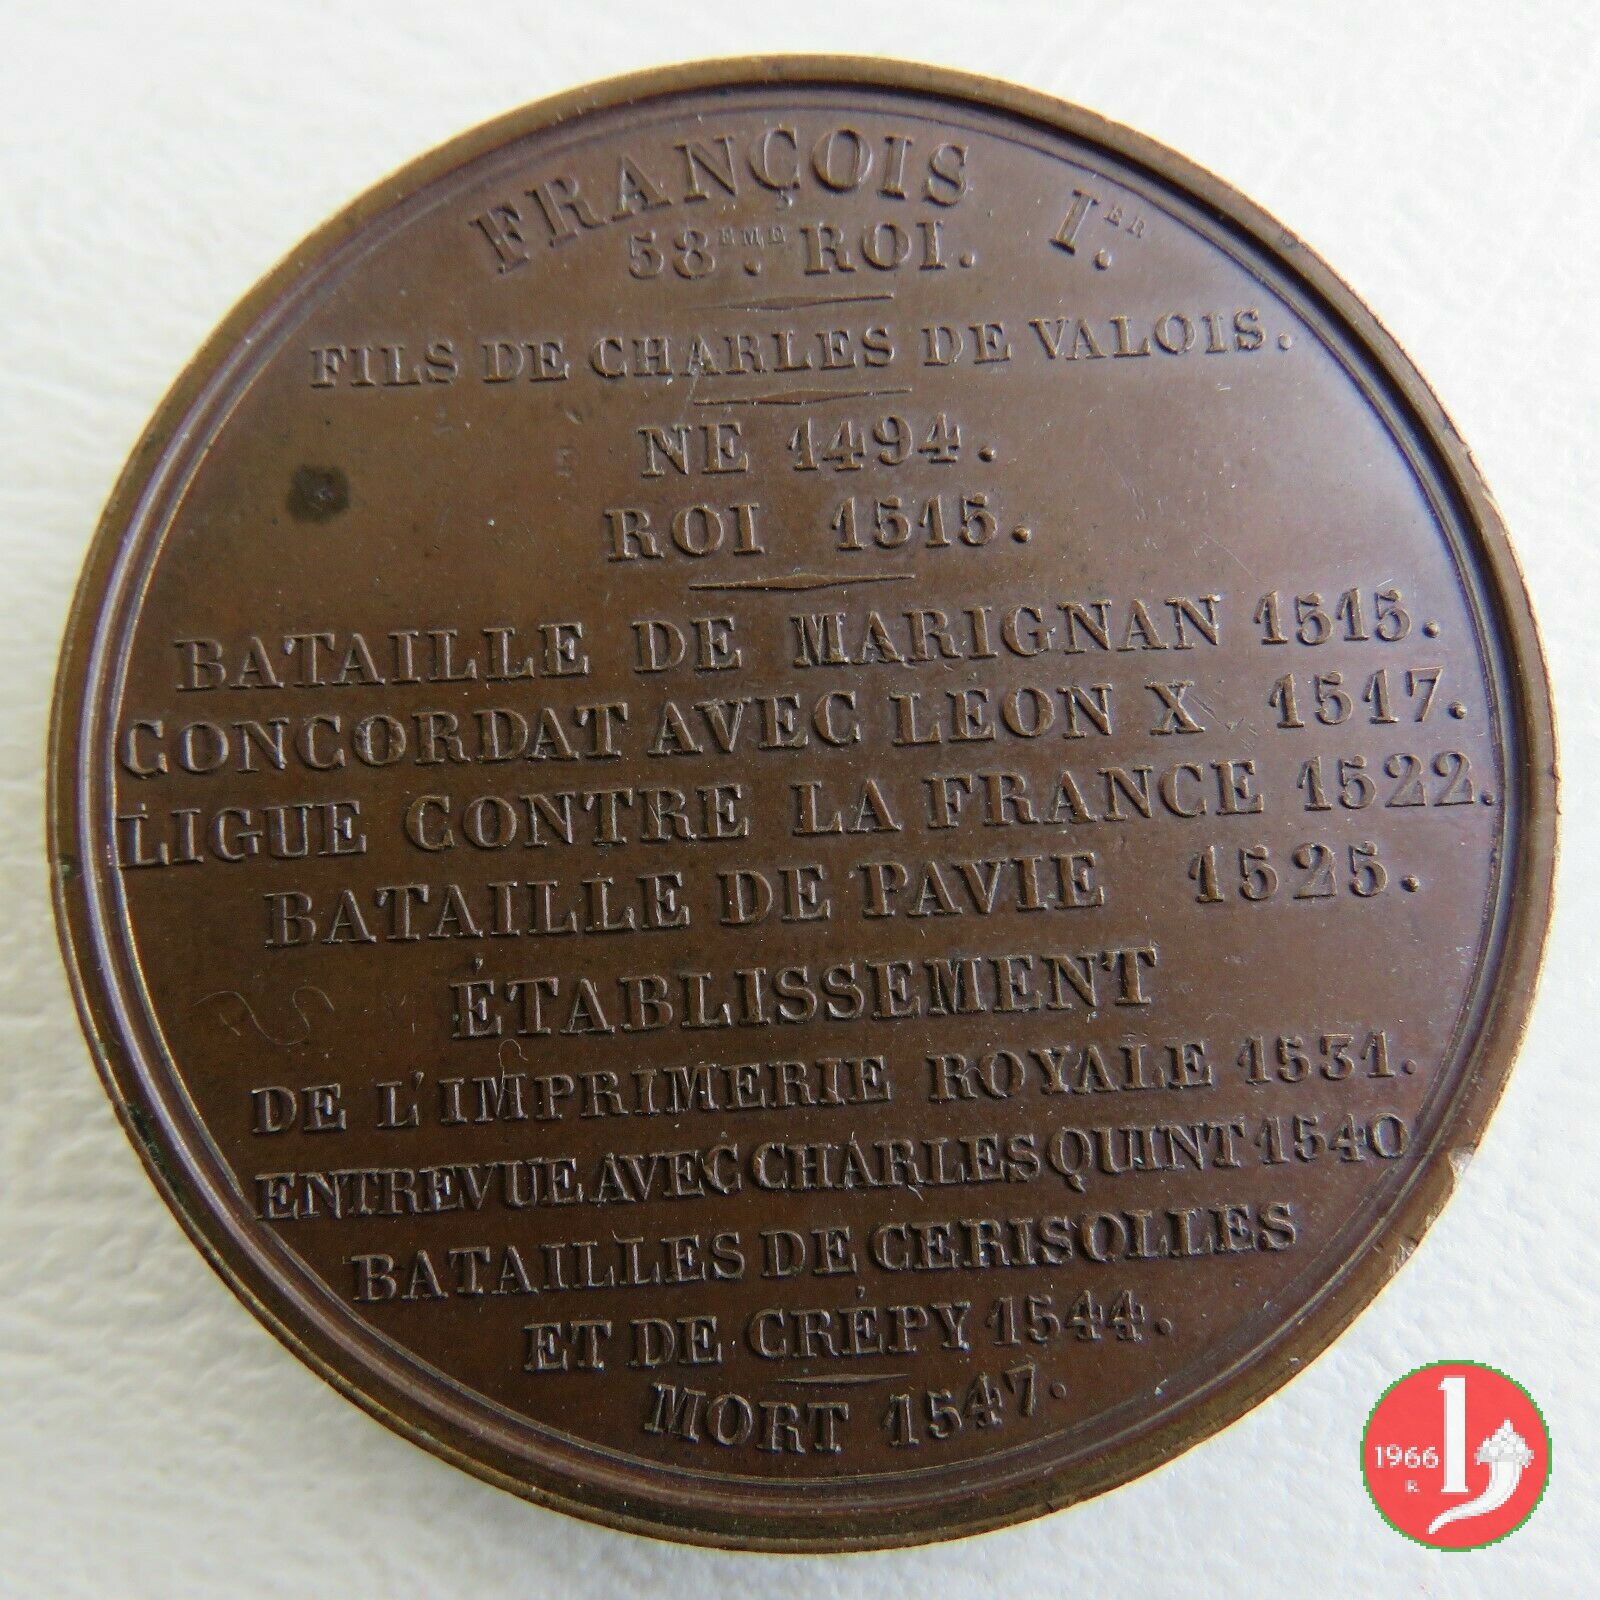 FRANÇOIS I.ER
58EME. ROI.
FILS DE CHARLES DE VALOIS.
NE 1494.
ROI 1515.
BATAILLE DE MARIGNAN 1515.
CONCORDAT AVEC LEON X 1517.
LIGUE CONTRE LA FRANCE 1522.
BATAILLE DE PAVIE 1525.
ÉTABLISSEMENT
DE L'IMPRIMERIE ROYALE 1531.
ENTREVUE AVEC CHARLES QUINT 1540
BATAILLES DE CERISOLLES
ET DE CRÉPY 1544.
MORT 1547.
1966
R